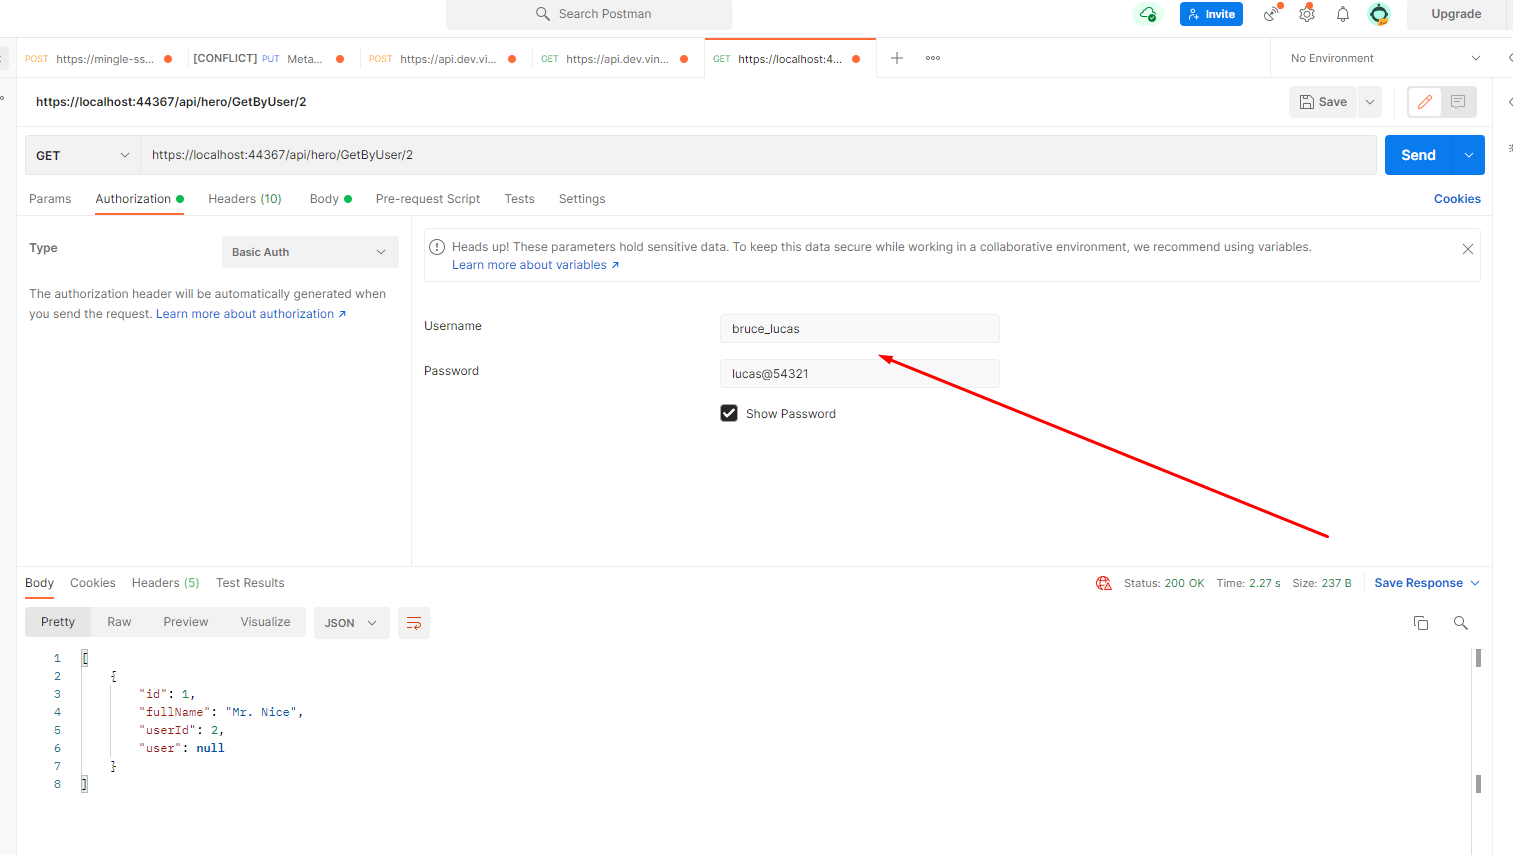 Search Postman
Invite
Upgrade
POST https://mingle-ss...
[CONFLICT] PUT Meta...
POST https://api.dev.vi...
GET https://api.dev.vin...
GET https://localhost:4...
No Environment
https://localhost:44367/api/hero/GetByUser/2
Save
GET https://localhost:44367/api/hero/GetByUser/2
Send
Params Authorization Headers (10) Body Pre-request Script Tests Settings Cookies
Type Basic Auth
The authorization header will be automatically generated when
you send the request. Learn more about authorization ↗
Heads up! These parameters hold sensitive data. To keep this data secure while working in a collaborative environment, we recommend using variables.
Learn more about variables ↗
Username bruce_lucas
Password lucas@54321
Show Password
Body Cookies Headers (5) Test Results Status: 200 OK Time: 2.27 s Size: 237 B Save Response
Pretty Raw Preview Visualize JSON
1 [
2 {
3 "id": 1,
4 "fullName": "Mr. Nice",
5 "userId": 2,
6 "user": null
7 }
8 ]